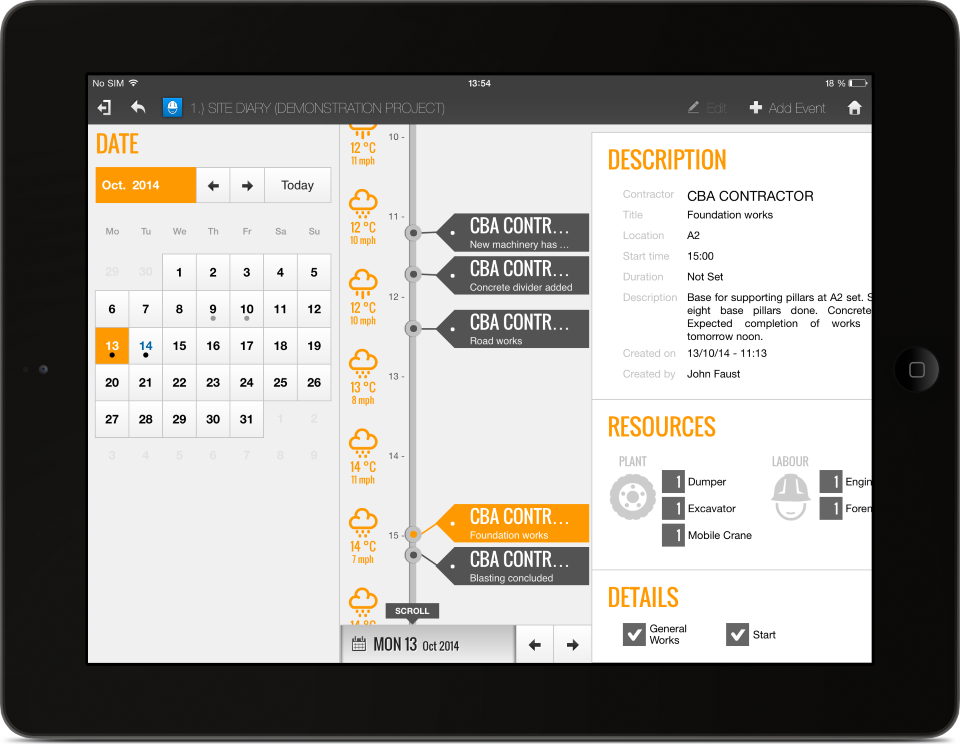 No SIM 13:54 18 %
1.) SITE DIARY (DEMONSTRATION PROJECT) Edit Add Event
DATE
Oct. 2014 Today
Mo Tu We Th Fr Sa Su
29 30 1 2 3 4 5
6 7 8 9 10 11 12
13 14 15 16 17 18 19
20 21 22 23 24 25 26
27 28 29 30 31 1 2
3 4 5 6 7 8 9
10 -
12 °C
11 mph
11 -
12 °C
10 mph
CBA CONTR...
New machinery has ...
CBA CONTR...
Concrete divider added
12 -
12 °C
10 mph
CBA CONTR...
Road works
13 -
13 °C
8 mph
14 -
14 °C
11 mph
CBA CONTR...
Foundation works
15 -
14 °C
7 mph
CBA CONTR...
Blasting concluded
14 °C
SCROLL
MON 13 Oct 2014
DESCRIPTION
Contractor CBA CONTRACTOR
Title Foundation works
Location A2
Start time 15:00
Duration Not Set
Description Base for supporting pillars at A2 set. S
eight base pillars done. Concrete
Expected completion of works
tomorrow noon.
Created on 13/10/14 - 11:13
Created by John Faust
RESOURCES
PLANT LABOUR
1 Dumper 1 Engin
1 Excavator 1 Forem
1 Mobile Crane
DETAILS
General
Works
Start